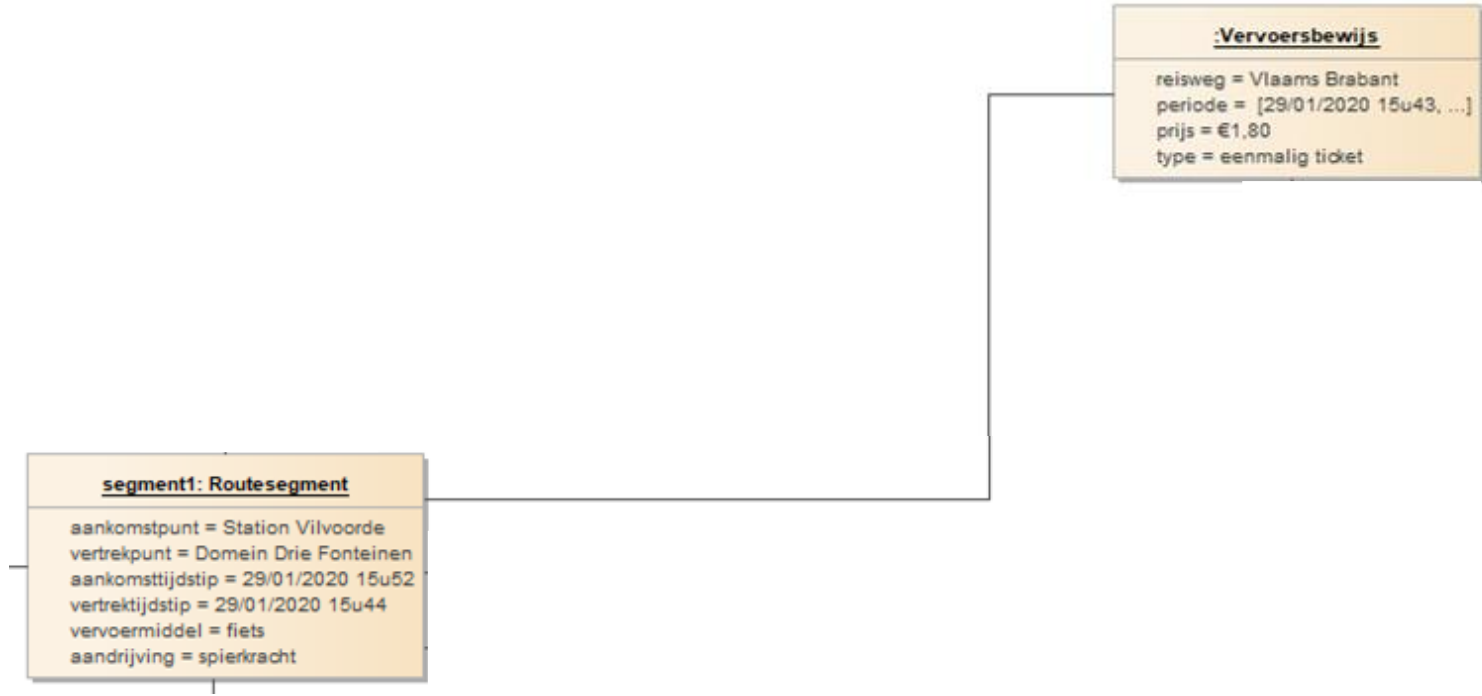 :Vervoersbewijs
reisweg = Vlaams Brabant
periode =  [29/01/2020 15u43, ...]
prijs = €1,80
type = eenmalig ticket
segment1: Routesegment
aankomstpunt = Station Vilvoorde
vertrekpunt = Domein Drie Fonteinen
aankomsttijdstip = 29/01/2020 15u52
vertrektijdstip = 29/01/2020 15u44
vervoermiddel = fiets
aandrijving = spierkracht